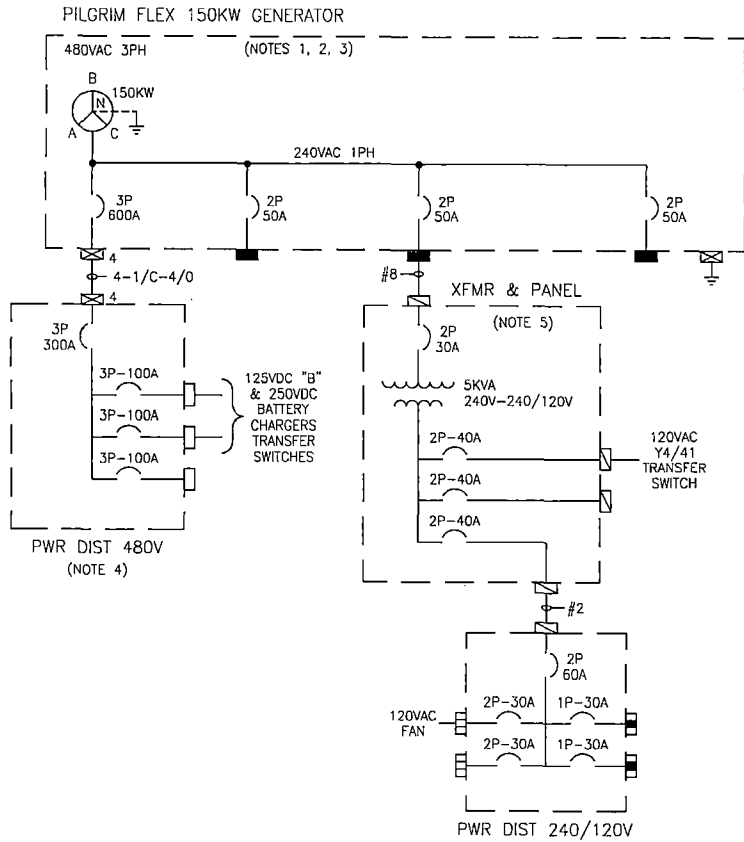 PILGRIM FLEX 150KW GENERATOR
480VAC 3PH
(NOTES 1, 2, 3)
B
N
150KW
A
C
240VAC 1PH
3P
600A
2P
50A
2P
50A
2P
50A
4
4-1/C-4/0
4
#8
XFMR & PANEL
(NOTE 5)
3P
300A
3P-100A
3P-100A
3P-100A
125VDC "B"
& 250VDC
BATTERY
CHARGERS
TRANSFER
SWITCHES
2P
30A
5KVA
240V-240/120V
2P-40A
2P-40A
2P-40A
120VAC
Y4/41
TRANSFER
SWITCH
PWR DIST 480V
(NOTE 4)
#2
2P
60A
120VAC
FAN
2P-30A
1P-30A
2P-30A
1P-30A
PWR DIST 240/120V